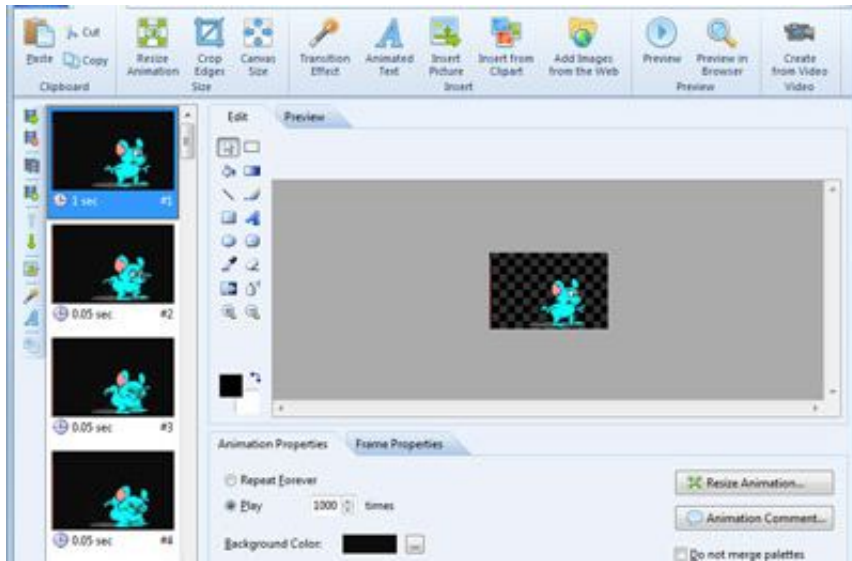 Paste
Cut
Copy
Clipboard
Resize Animation
Crop Edges
Canvas Size
Size
Transition Effect
Animated Text
Insert Picture
Insert from Clipart
Add Images from the Web
Insert
Preview
Preview in Browser
Preview
Create from Video
Video
Edit
Preview
1 sec #1
0.05 sec #2
0.05 sec #3
0.05 sec #4
Animation Properties
Frame Properties
Repeat Forever
Play 1000 times
Background Color:
...
Resize Animation...
Animation Comment...
Do not merge palettes